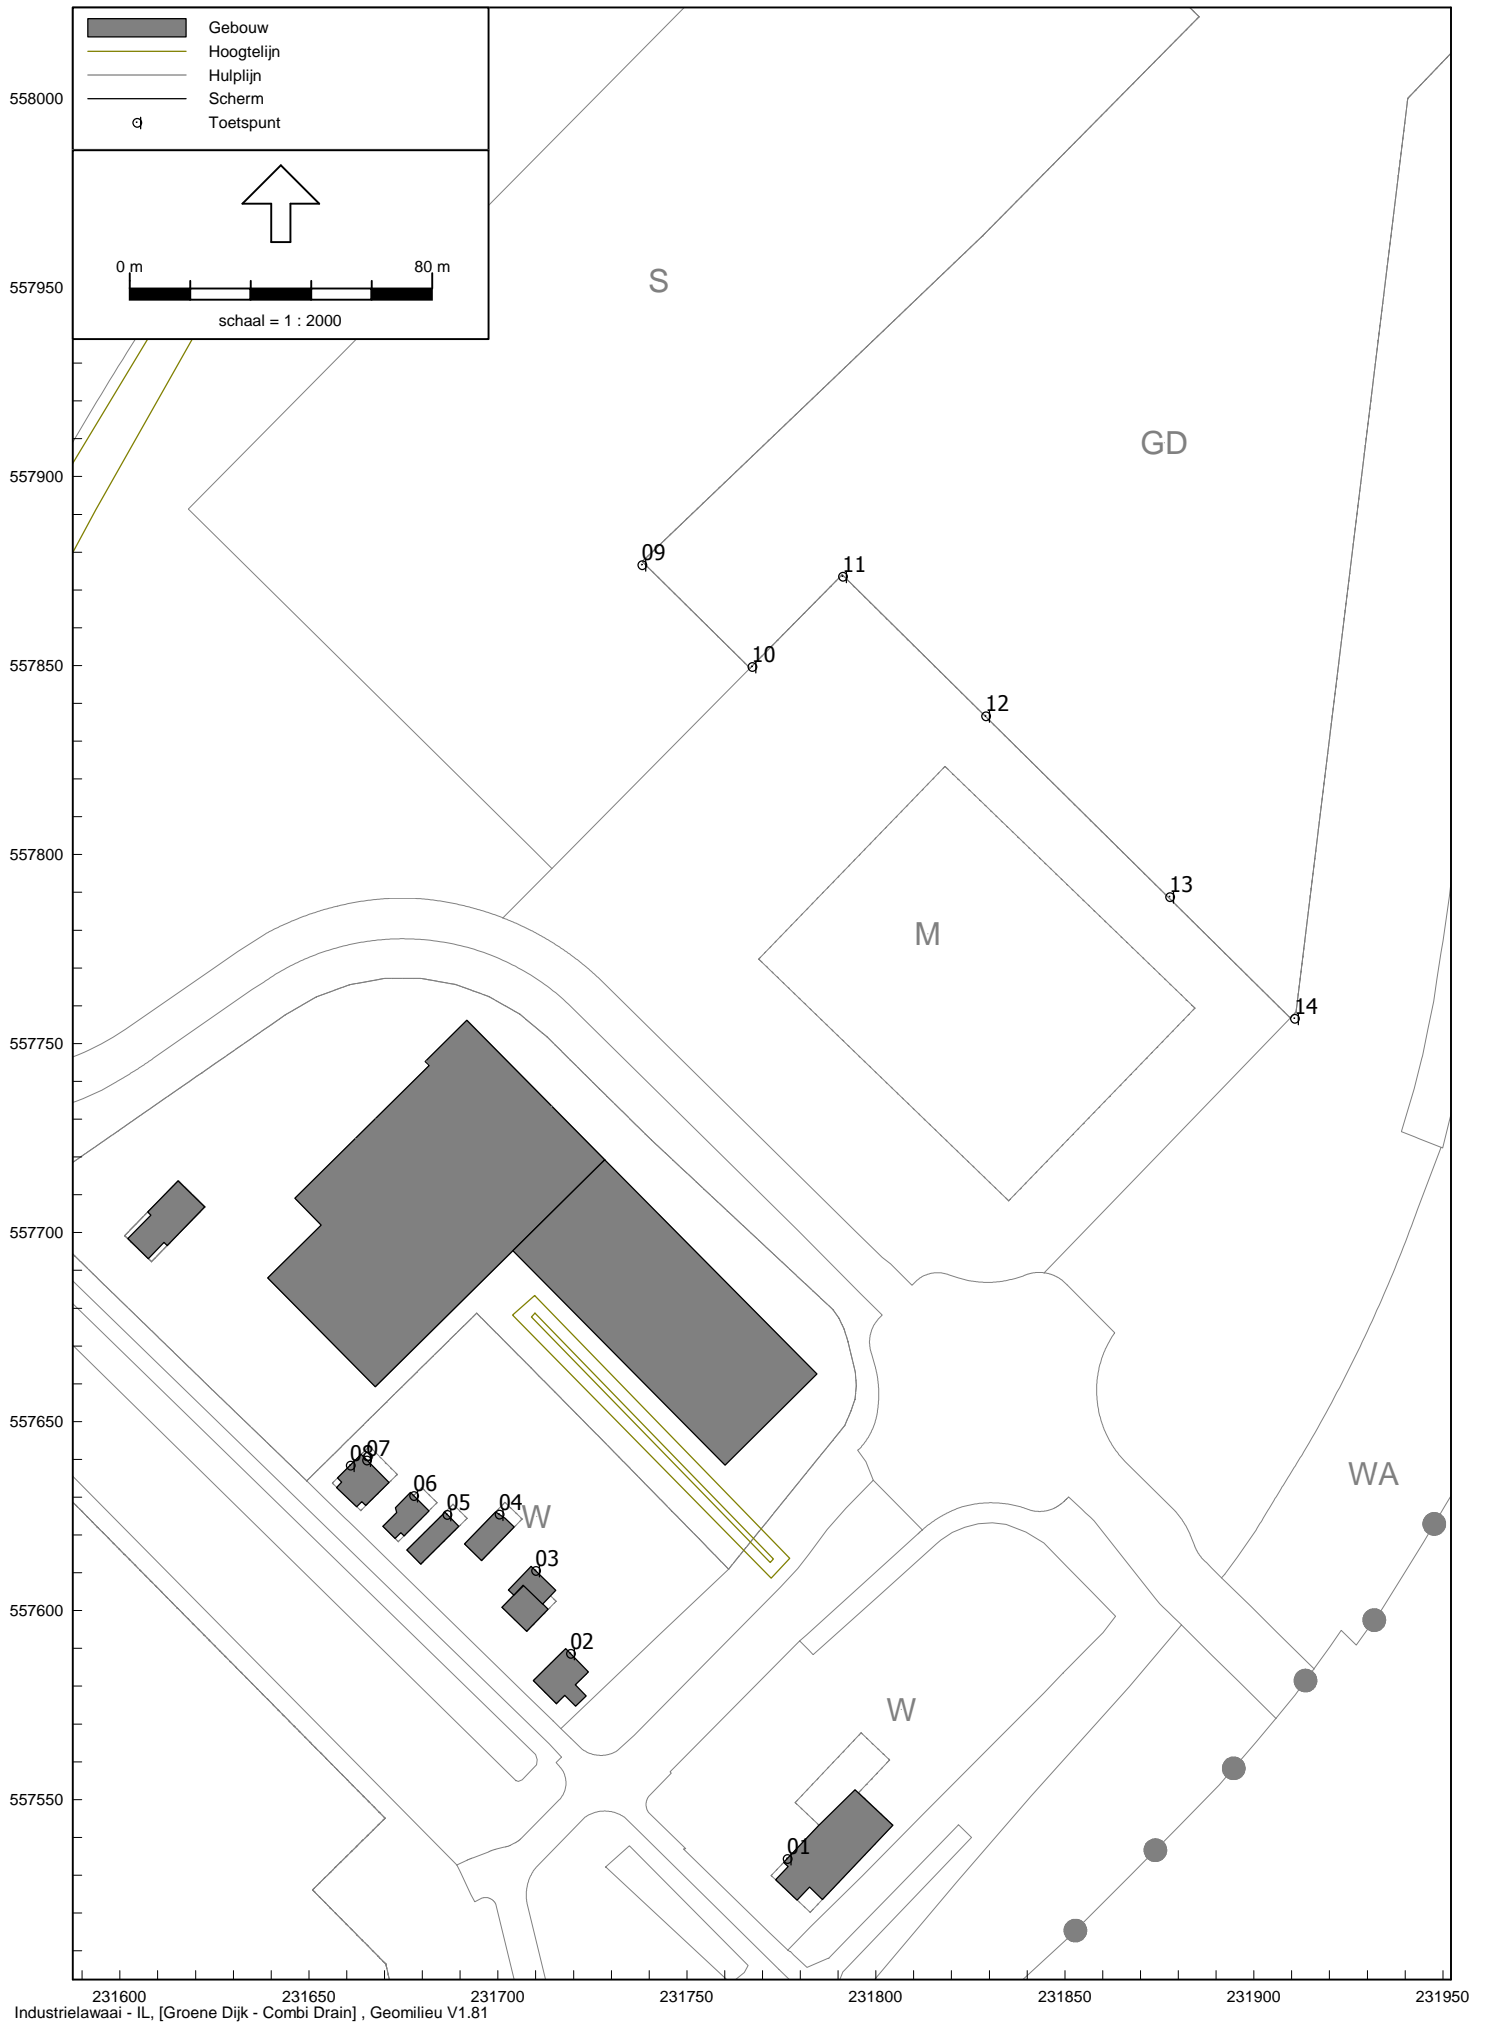 Gebouw
Hoogtelijn
Hulplijn
Scherm
Toetspunt
0 m 80 m
schaal = 1 : 2000
558000
557950
557900
557850
557800
557750
557700
557650
557600
557550
S
GD
09
11
10
12
13
M
14
08
07
06
05
04
W
03
02
WA
W
01
231600 231650 231700 231750 231800 231850 231900 231950
Industrielawaai - IL, [Groene Dijk - Combi Drain] , Geomilieu V1.81